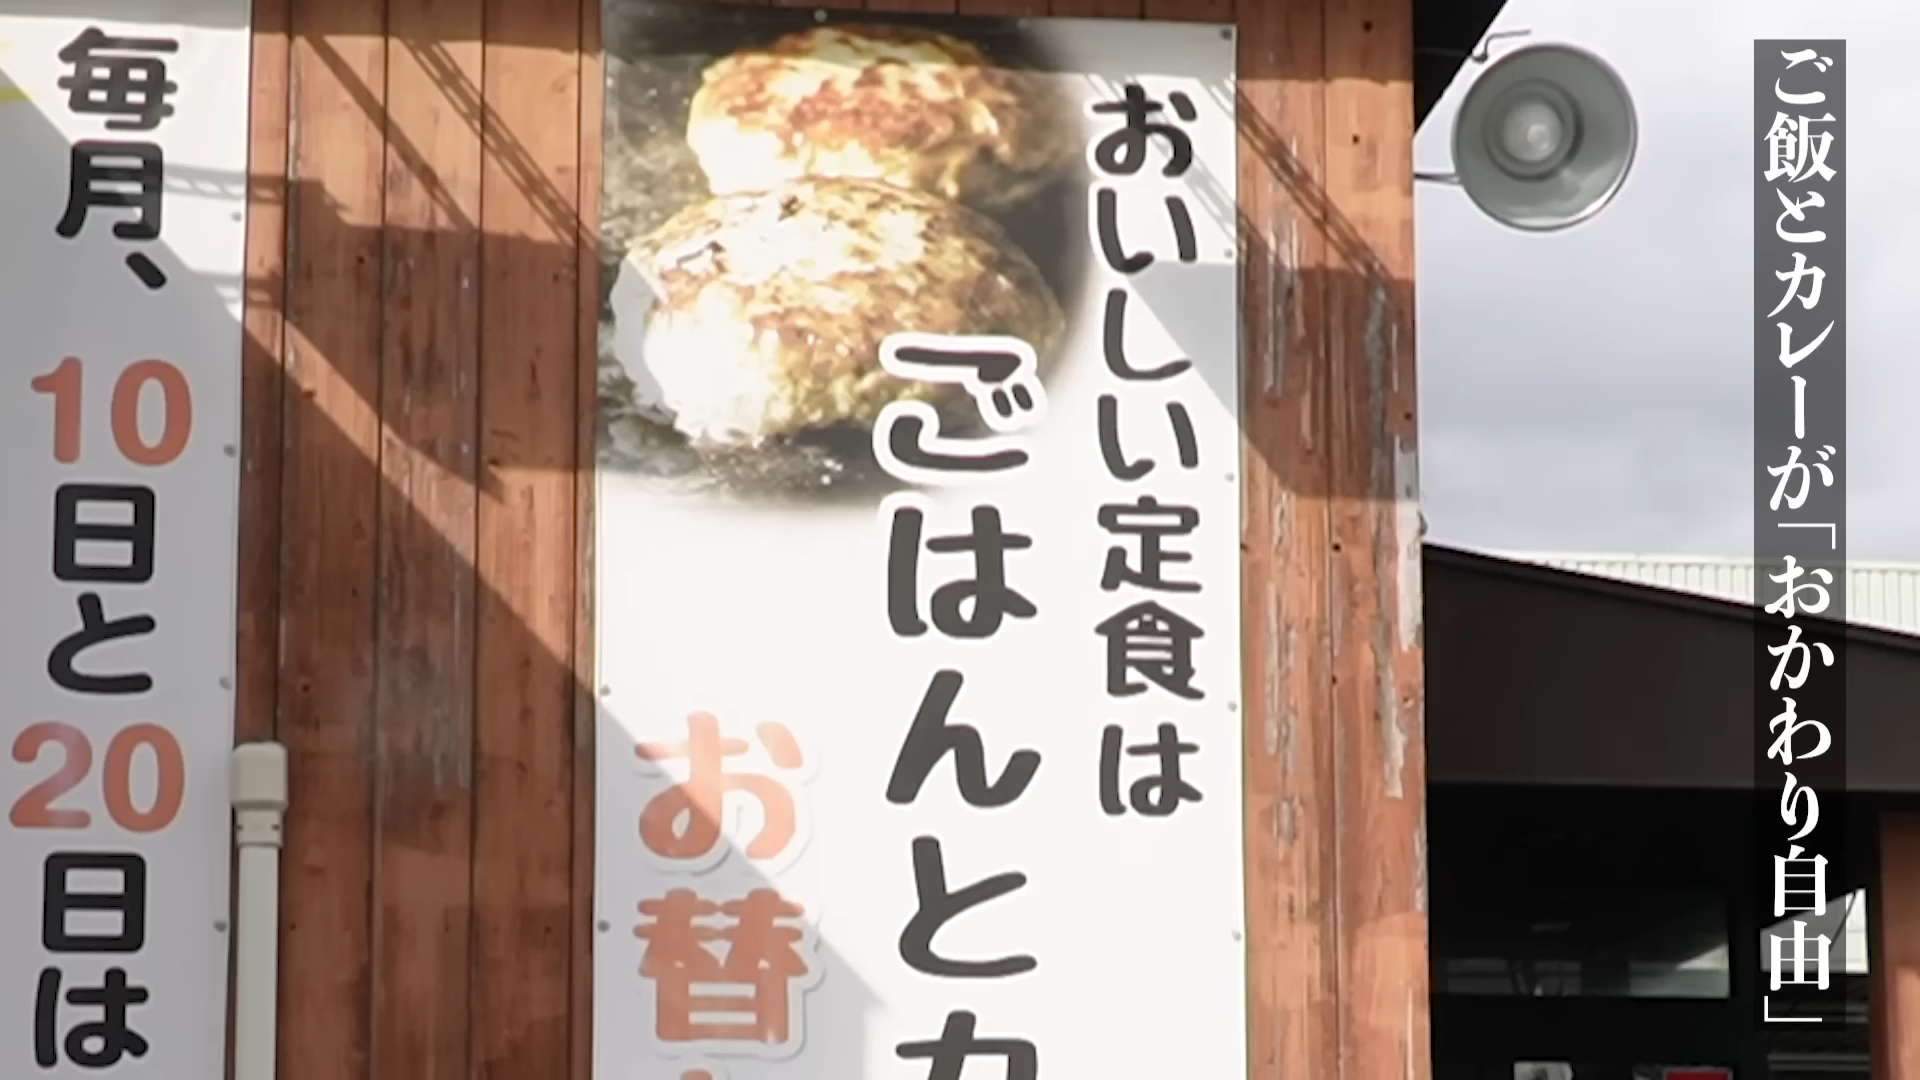 ご飯とカレーが「おかわり自由」
おいしい定食は
ごはんとカ
お替
毎月、10日と20日は